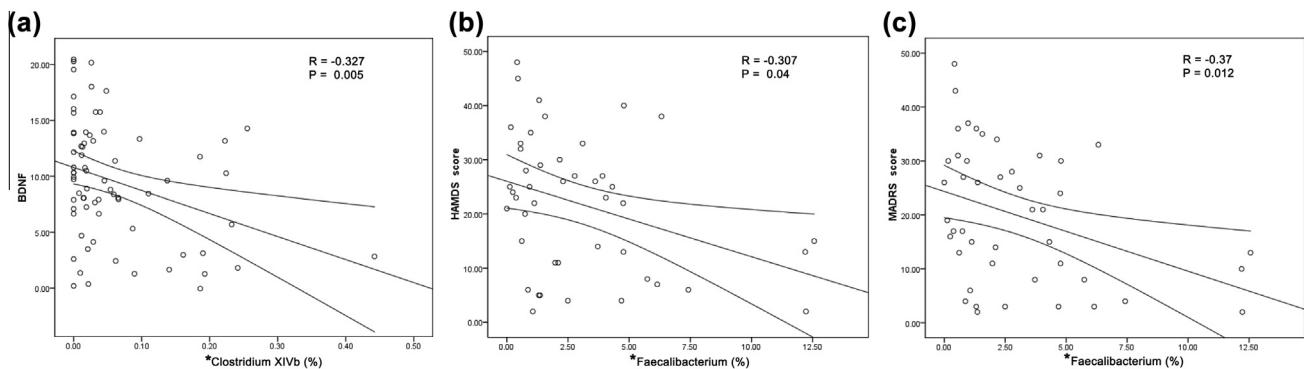 (a)
R = -0.327
P = 0.005
BDNF
20.00
15.00
10.00
5.00
0.00
0.00 0.10 0.20 0.30 0.40 0.50
*Clostridium XIVb (%)
(b)
R = -0.307
P = 0.04
HAMDS score
50.00
40.00
30.00
20.00
10.00
0.00
0.00 2.50 5.00 7.50 10.00 12.50
*Faecalibacterium (%)
(c)
R = -0.37
P = 0.012
MADRS score
50.00
40.00
30.00
20.00
10.00
0.00
0.00 2.50 5.00 7.50 10.00 12.50
*Faecalibacterium (%)